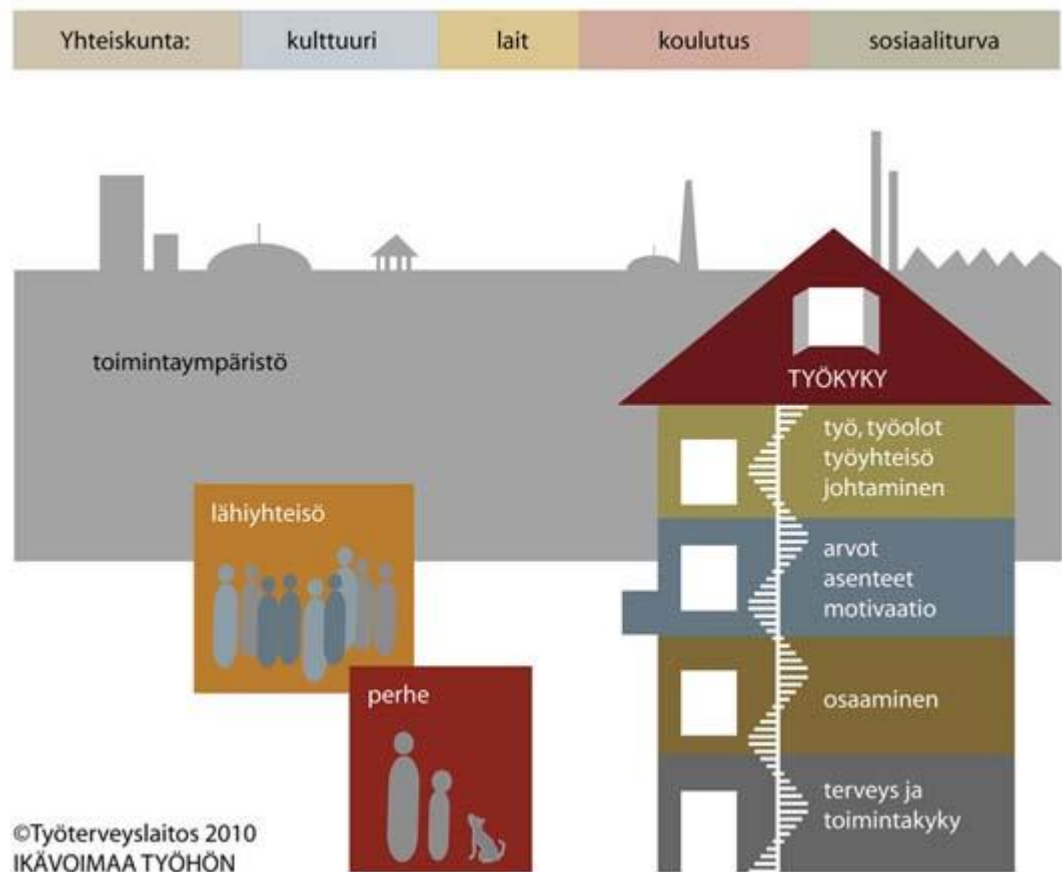 Yhteiskunta: kulttuuri lait koulutus sosiaaliturva
toimintaympäristö
TYÖKYKY
työ, työolot
työyhteisö
johtaminen
lähiyhteisö
arvot
asenteet
motivaatio
perhe
osaaminen
terveys ja
toimintakyky
©Työterveyslaitos 2010
IKÄVOIMAA TYÖHÖN